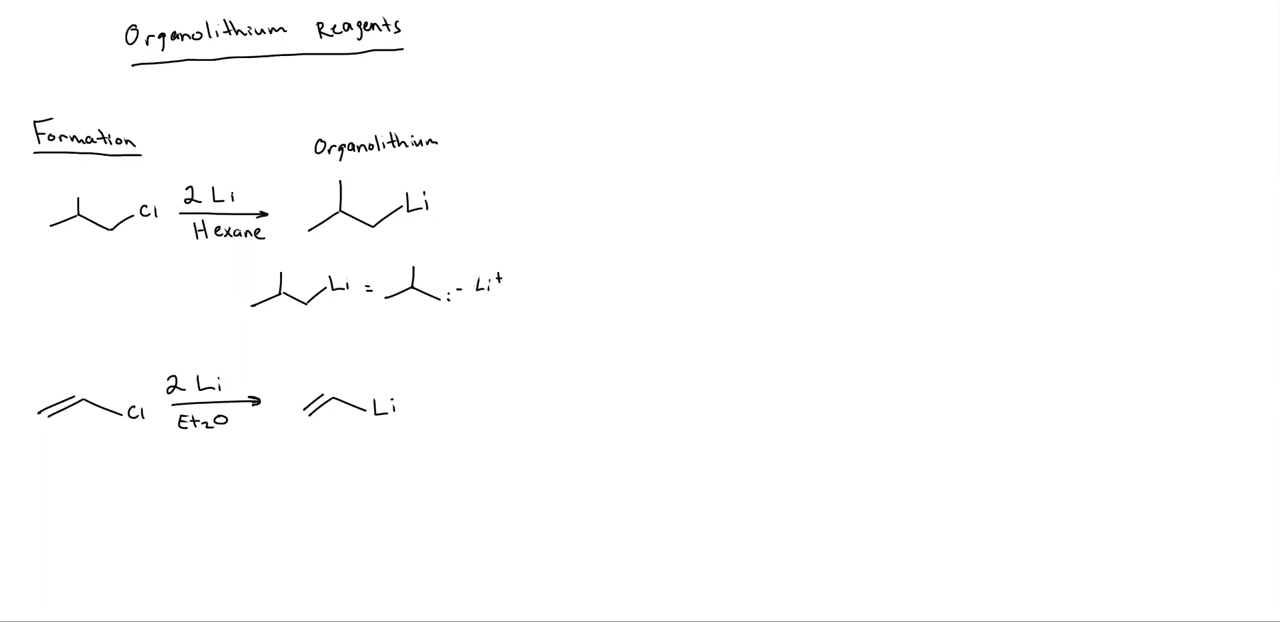 Organolithium Reagents
Formation
Organolithium
Cl 2 Li Li
Hexane
Li = :- Li+
Cl 2 Li Li
Et₂O